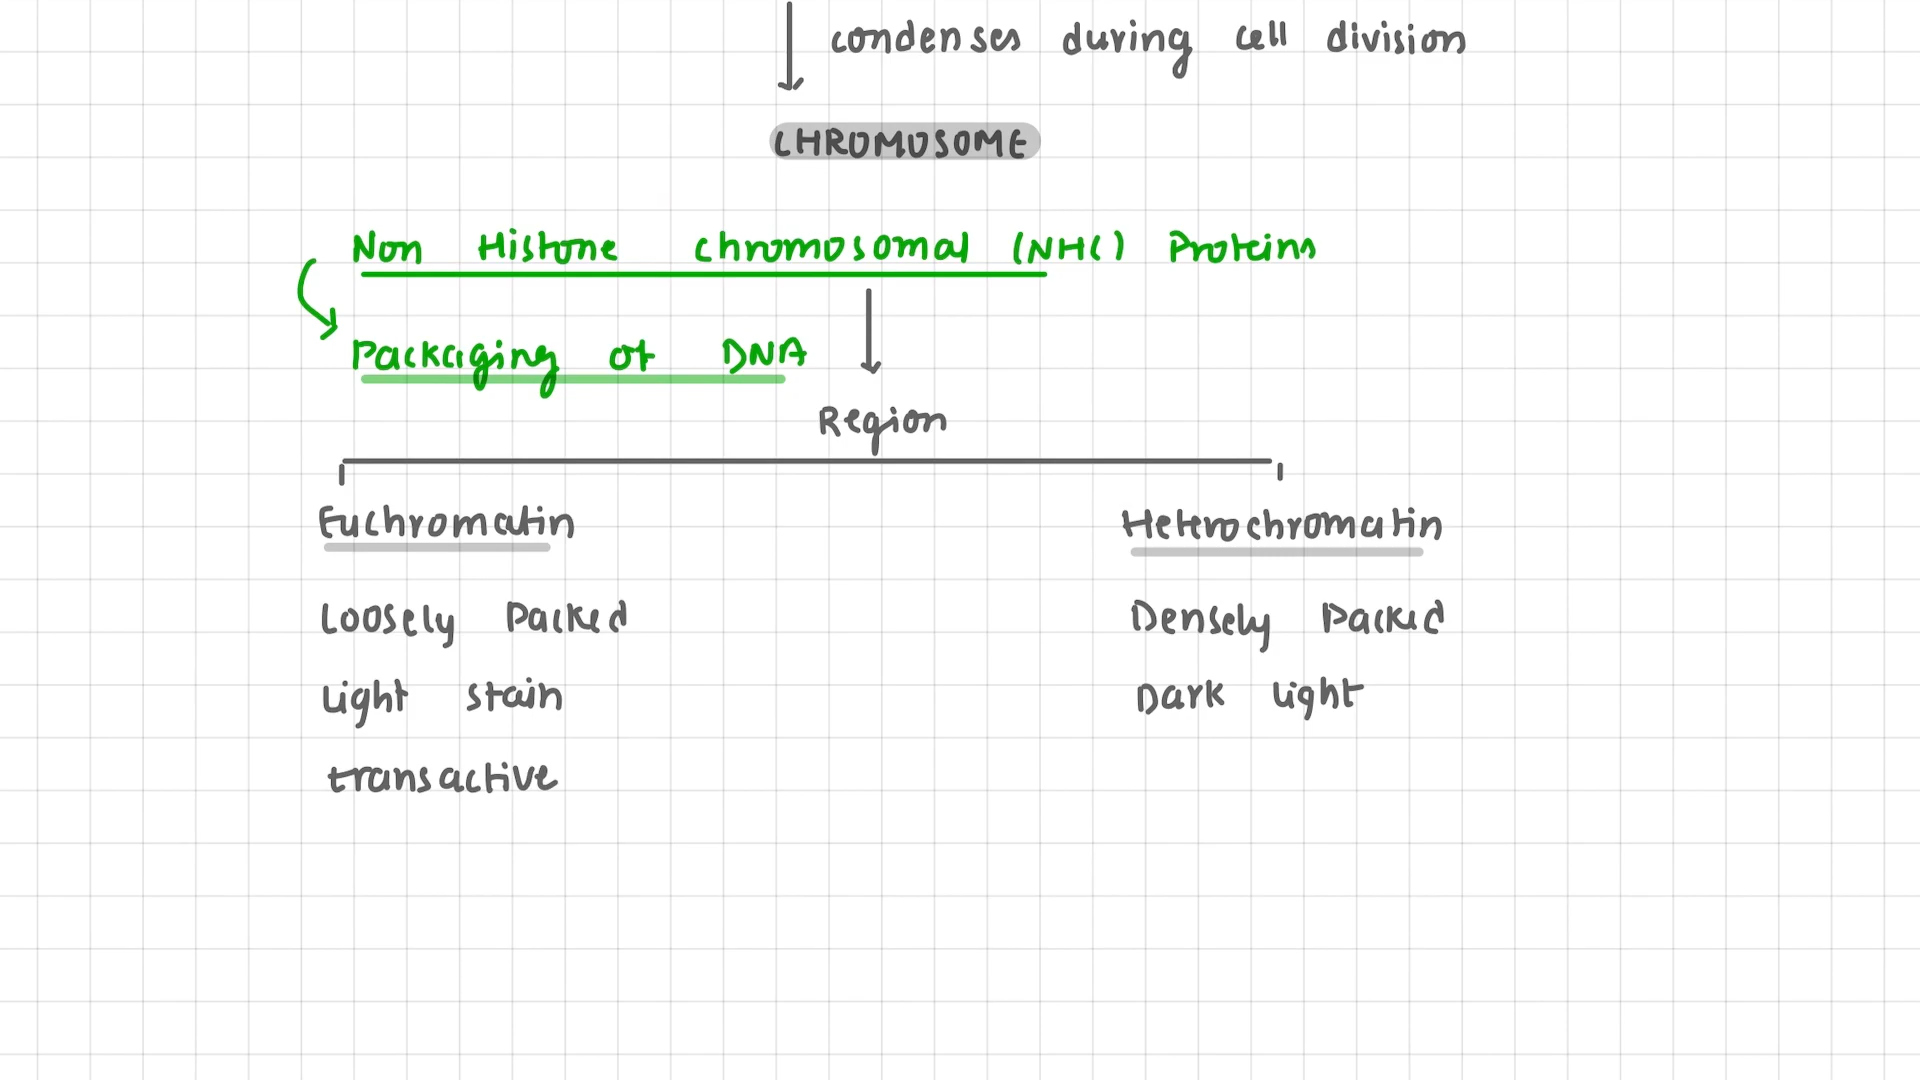 condenses during cell division
CHROMOSOME
Non Histone Chromosomal (NHC) Proteins
Packaging of DNA
Region
Euchromatin
Heterochromatin
Loosely Packed
Densely Packed
Light stain
Dark light
transactive